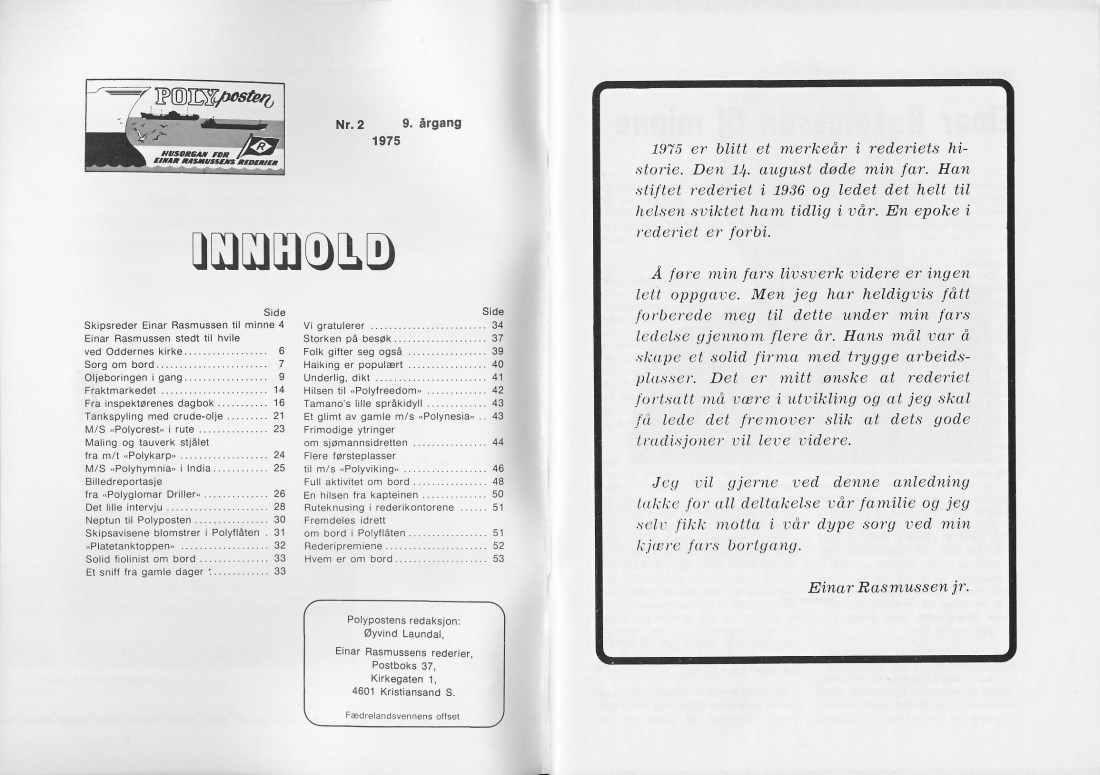 POLYposten
HUSORGAN FOR
EINAR RASMUSSENS REDERIER
R
Nr. 2 9. årgang
1975
INNHOLD
Side
Skipsreder Einar Rasmussen til minne 4
Einar Rasmussen stedt til hvile
ved Oddernes kirke.................. 6
Sorg om bord........................ 7
Oljeboringen i gang.................. 9
Fraktmarkedet ....................... 14
Fra inspektørenes dagbok ........... 16
Tankspyling med crude-olje ......... 21
M/S «Polycrest» i rute .............. 23
Maling og tauverk stjålet
fra m/t «Polykarp» .................. 24
M/S «Polyhymnia» i India............ 25
Billedreportasje
fra «Polyglomar Driller» .............. 26
Det lille intervju ...................... 28
Neptun til Polyposten ................ 30
Skipsavisene blomstrer i Polyflåten . 31
«Platetanktoppen» ................... 32
Solid fiolinist om bord ............... 33
Et sniff fra gamle dager ............. 33
Side
Vi gratulerer ......................... 34
Storken på besøk..................... 37
Folk gifter seg også .................. 39
Haiking er populært .................. 40
Underlig, dikt ........................ 41
Hilsen til «Polyfreedom» ............. 42
Tamano's lille språkidyll .............. 43
Et glimt av gamle m/s «Polynesia» . 43
Frimodige ytringer
om sjømannsidretten ................ 44
Flere førsteplasser
til m/s «Polyviking» .................. 46
Full aktivitet om bord ................ 48
En hilsen fra kapteinen .............. 50
Ruteknusing i rederikontorene ...... 51
Fremdeles idrett
om bord i Polyflåten................. 51
Rederipremiene ...................... 52
Hvem er om bord.................... 53
Polypostens redaksjon:
Øyvind Laundal,
Einar Rasmussens rederier,
Postboks 37,
Kirkegaten 1,
4601 Kristiansand S.
Fædrelandsvennens offset
1975 er blitt et merkeår i rederiets hi-
storie. Den 14. august døde min far. Han
stiftet rederiet i 1936 og ledet det helt til
helsen sviktet ham tidlig i vår. En epoke i
rederiet er forbi.
Å føre min fars livsverk videre er ingen
lett oppgave. Men jeg har heldigvis fått
forberede meg til dette under min fars
ledelse gjennom flere år. Hans mål var å
skape et solid firma med trygge arbeids-
plasser. Det er mitt ønske at rederiet
fortsatt må være i utvikling og at jeg skal
få lede det fremover slik at dets gode
tradisjoner vil leve videre.
Jeg vil gjerne ved denne anledning
takke for all deltakelse vår familie og jeg
selv fikk motta i vår dype sorg ved min
kjære fars bortgang.
Einar Rasmussen jr.